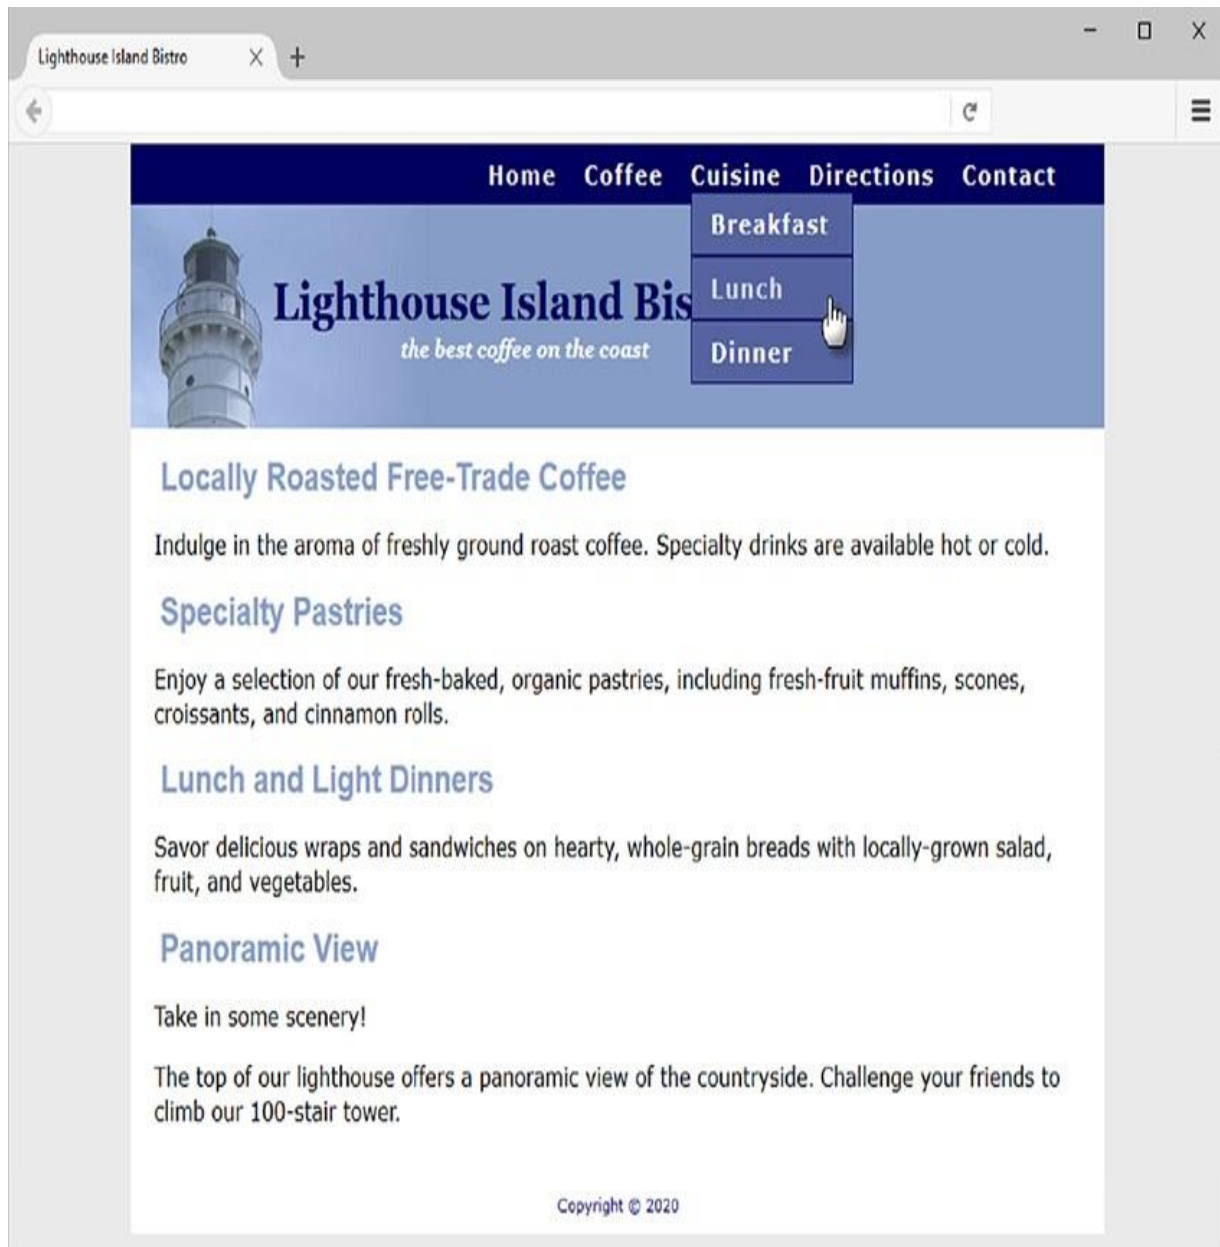 Lighthouse Island Bistro
Home Coffee Cuisine Directions Contact
Breakfast
Lunch
Dinner
Lighthouse Island Bis
the best coffee on the coast
Locally Roasted Free-Trade Coffee
Indulge in the aroma of freshly ground roast coffee. Specialty drinks are available hot or cold.
Specialty Pastries
Enjoy a selection of our fresh-baked, organic pastries, including fresh-fruit muffins, scones,
croissants, and cinnamon rolls.
Lunch and Light Dinners
Savor delicious wraps and sandwiches on hearty, whole-grain breads with locally-grown salad,
fruit, and vegetables.
Panoramic View
Take in some scenery!
The top of our lighthouse offers a panoramic view of the countryside. Challenge your friends to
climb our 100-stair tower.
Copyright © 2020